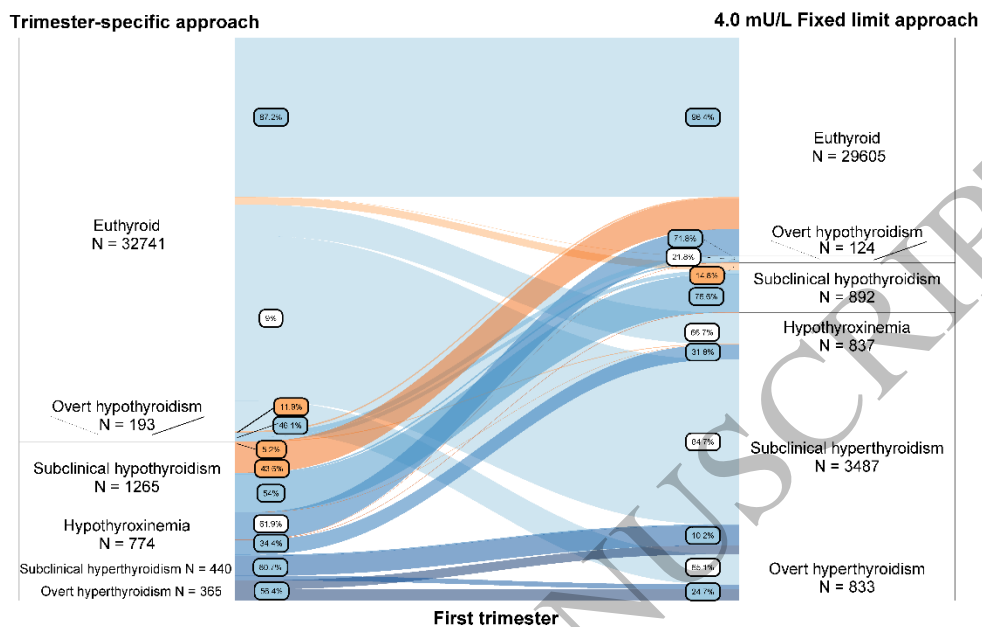 Trimester-specific approach
4.0 mU/L Fixed limit approach
87.2%
96.4%
Euthyroid
N = 29605
Euthyroid
N = 32741
71.8%
Overt hypothyroidism
N = 124
21.8%
14.6%
Subclinical hypothyroidism
N = 892
76.6%
9%
Hypothyroxinemia
N = 837
66.7%
31.8%
Overt hypothyroidism
N = 193
11.9%
46.1%
5.2%
84.7%
Subclinical hyperthyroidism
N = 3487
Subclinical hypothyroidism
N = 1265
43.5%
54%
Hypothyroxinemia
N = 774
61.9%
34.4%
10.2%
Subclinical hyperthyroidism N = 440
80.7%
65.1%
Overt hyperthyroidism
N = 833
Overt hyperthyroidism N = 365
56.4%
24.7%
First trimester
NUSCRIP